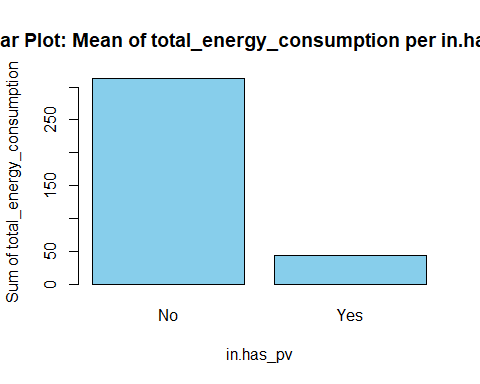 ar Plot: Mean of total_energy_consumption per in.ha
Sum of total_energy_consumption
250
150
50
0
No Yes
in.has_pv